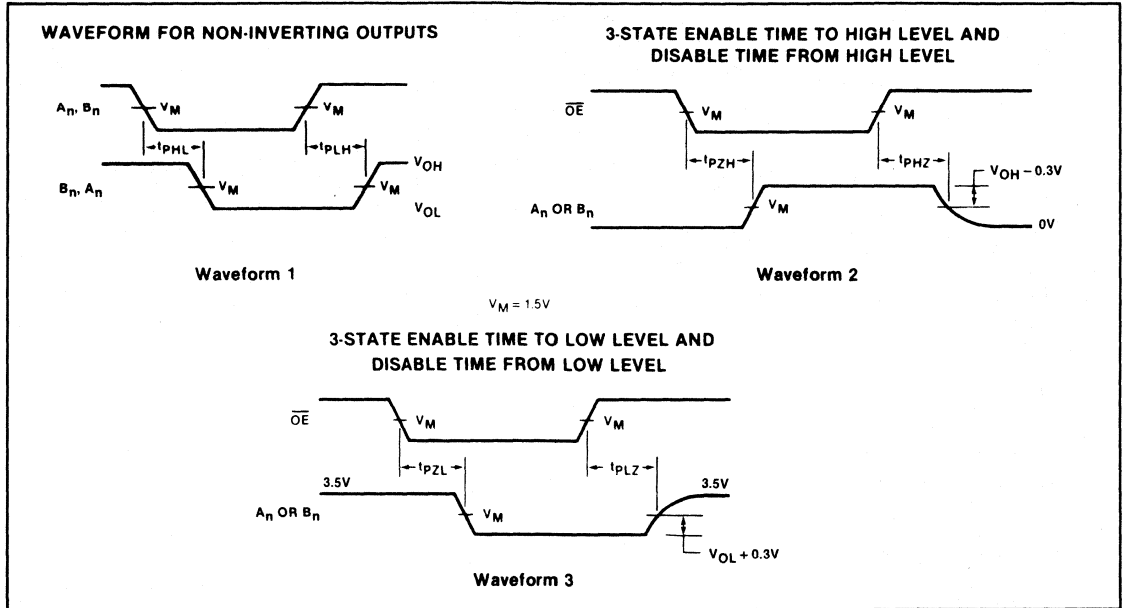 WAVEFORM FOR NON-INVERTING OUTPUTS
An, Bn
VM
VM
tPHL
tPLH
Bn, An
VM
VM
VOH
VOL
Waveform 1
3-STATE ENABLE TIME TO HIGH LEVEL AND
DISABLE TIME FROM HIGH LEVEL
OE
VM
VM
tPZH
tPHZ
VOH – 0.3V
An OR Bn
VM
0V
Waveform 2
VM = 1.5V
3-STATE ENABLE TIME TO LOW LEVEL AND
DISABLE TIME FROM LOW LEVEL
OE
VM
VM
tPZL
tPLZ
3.5V
3.5V
An OR Bn
VM
VOL + 0.3V
Waveform 3